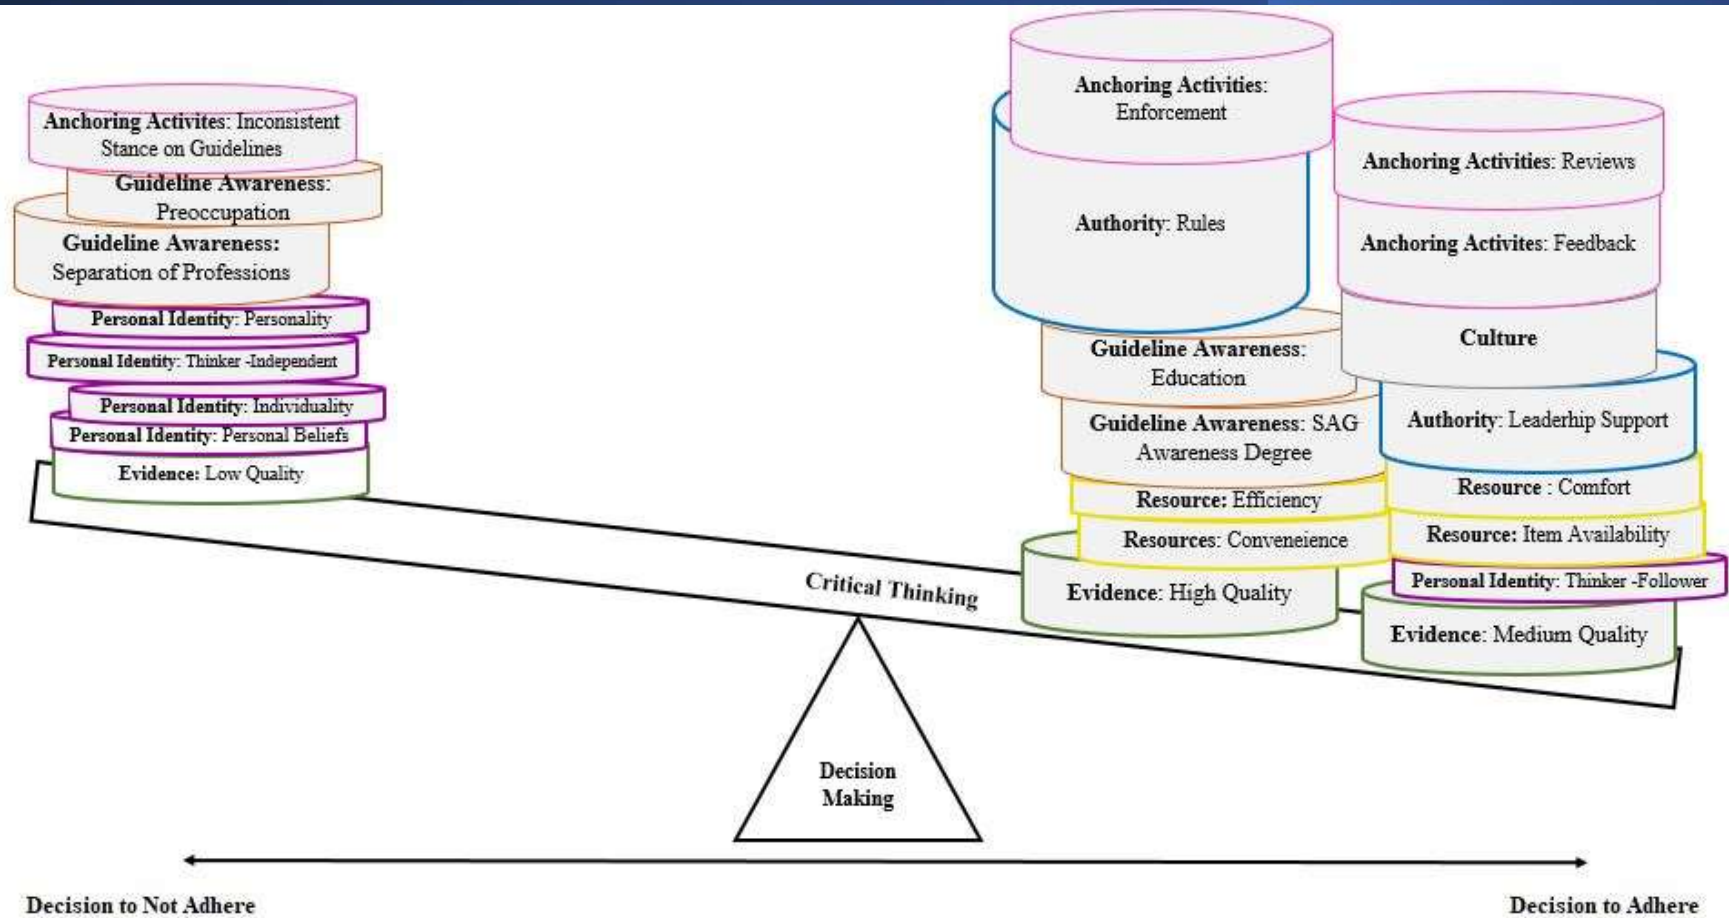 Anchoring Activites: Inconsistent
Stance on Guidelines
Guideline Awareness:
Preoccupation
Guideline Awareness:
Separation of Professions
Personal Identity: Personality
Personal Identity: Thinker -Independent
Personal Identity: Individuality
Personal Identity: Personal Beliefs
Evidence: Low Quality
Anchoring Activities:
Enforcement
Authority: Rules
Guideline Awareness:
Education
Guideline Awareness: SAG
Awareness Degree
Resource: Efficiency
Resources: Conveneience
Evidence: High Quality
Anchoring Activities: Reviews
Anchoring Activites: Feedback
Culture
Authority: Leaderhip Support
Resource : Comfort
Resource: Item Availability
Personal Identity: Thinker -Follower
Evidence: Medium Quality
Critical Thinking
Decision
Making
Decision to Not Adhere
Decision to Adhere